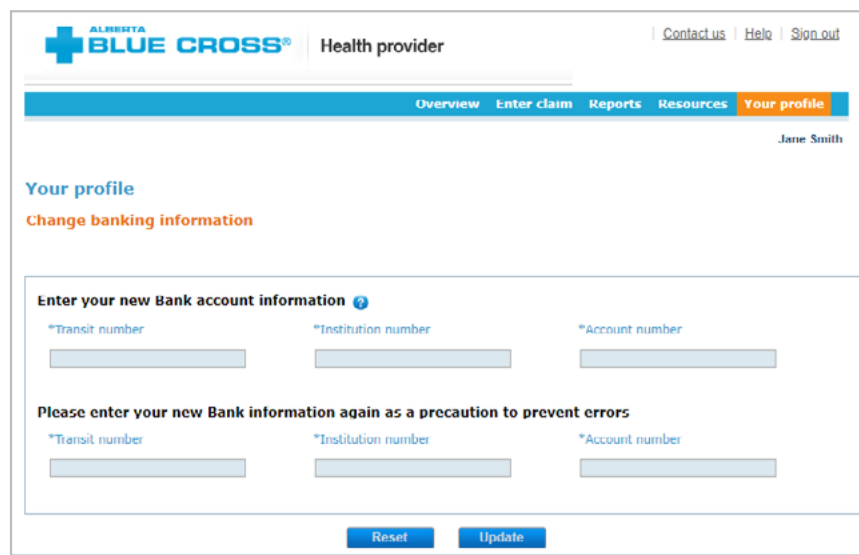 ALBERTA
BLUE CROSS® Health provider
Contact us | Help | Sign out
Overview Enter claim Reports Resources Your profile
Jane Smith
Your profile
Change banking information
Enter your new Bank account information ?
*Transit number *Institution number *Account number
Please enter your new Bank information again as a precaution to prevent errors
*Transit number *Institution number *Account number
Reset Update